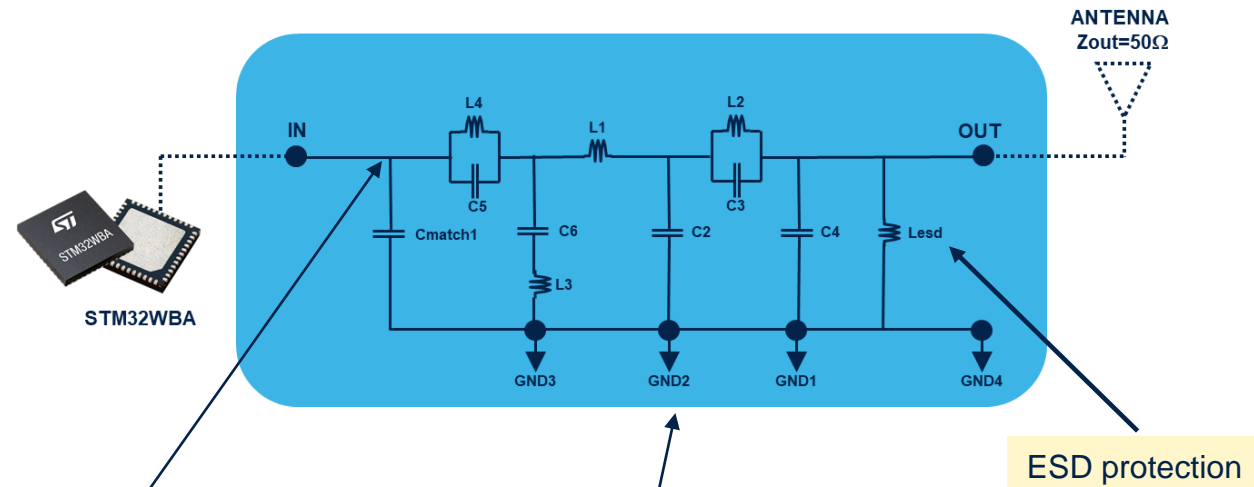 ANTENNA
Zout=50Ω
L4
L2
L1
IN
OUT
C5
C3
Cmatch1
C6
C2
C4
Lesd
L3
ST
STM32WBA
STM32WBA
GND3
GND2
GND1
GND4
ESD protection